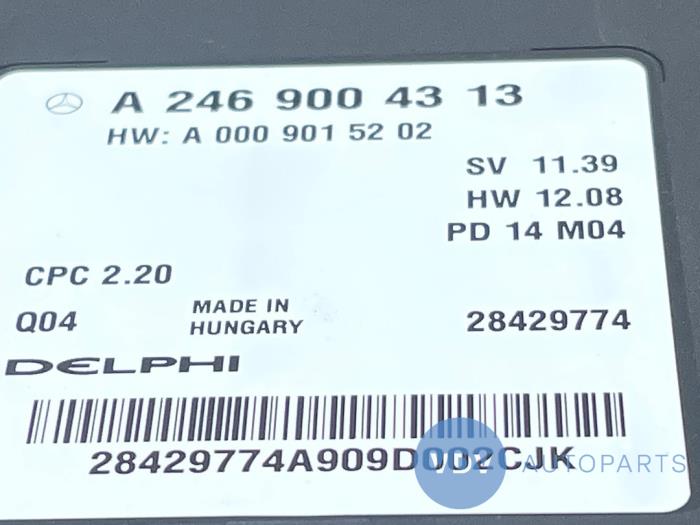 A 246 900 43 13
HW: A 000 901 52 02
SV 11.39
HW 12.08
PD 14 M04
CPC 2.20
Q04
MADE IN
HUNGARY
28429774
DELPHI
28429774A909D002CJK
VDV AUTOPARTS